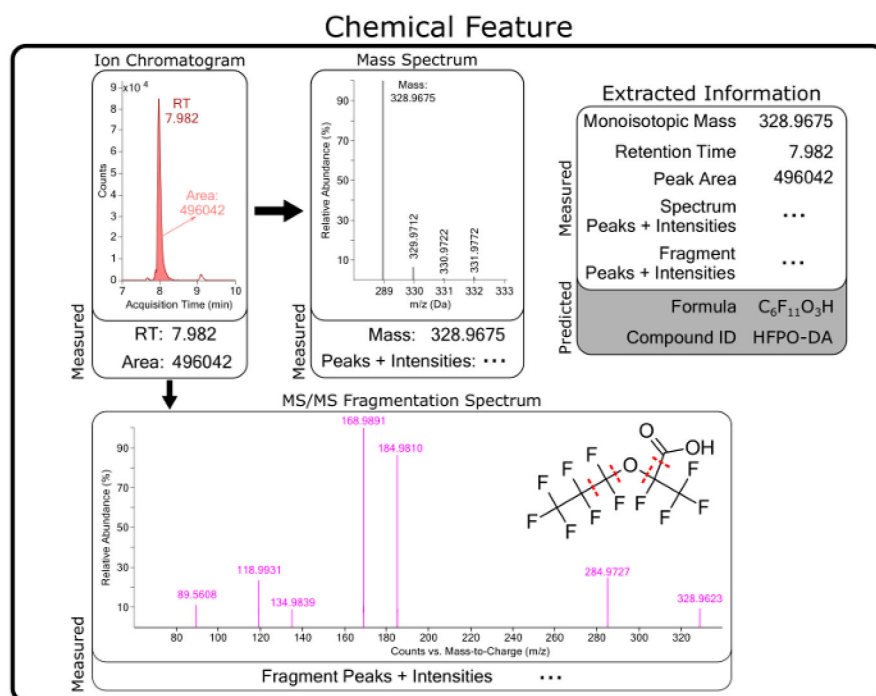 Chemical Feature
Ion Chromatogram
×10 4
9
8
7
6
5
4
3
2
1
0
Counts
RT
7.982
Area:
496042
7 8 9 10
Acquisition Time (min)
Measured
RT: 7.982
Area: 496042
Mass Spectrum
Relative Abundance (%)
90
70
50
30
10
Mass:
328.9675
329.9712
330.9722
331.9772
289 330 331 332 333
m/z (Da)
Measured
Mass: 328.9675
Peaks + Intensities: ···
Extracted Information
Measured
Monoisotopic Mass 328.9675
Retention Time 7.982
Peak Area 496042
Spectrum
Peaks + Intensities ···
Fragment
Peaks + Intensities ···
Predicted
Formula C6F11O3H
Compound ID HFPO-DA
MS/MS Fragmentation Spectrum
Relative Abundance (%)
90
70
50
30
10
89.5608
118.9931
134.9839
168.9891
184.9810
284.9727
328.9623
O
OH
F F F F O
F F F
F F F F
80 100 120 140 160 180 200 220 240 260 280 300 320
Counts vs. Mass-to-Charge (m/z)
Measured
Fragment Peaks + Intensities ···